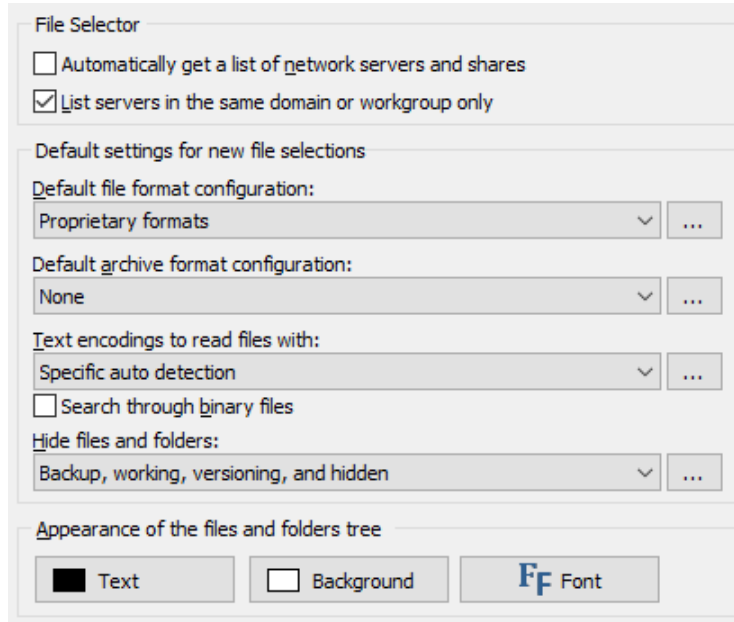 File Selector
Automatically get a list of network servers and shares
List servers in the same domain or workgroup only
Default settings for new file selections
Default file format configuration:
Proprietary formats
...
Default archive format configuration:
None
...
Text encodings to read files with:
Specific auto detection
...
Search through binary files
Hide files and folders:
Backup, working, versioning, and hidden
...
Appearance of the files and folders tree
Text Background FF Font